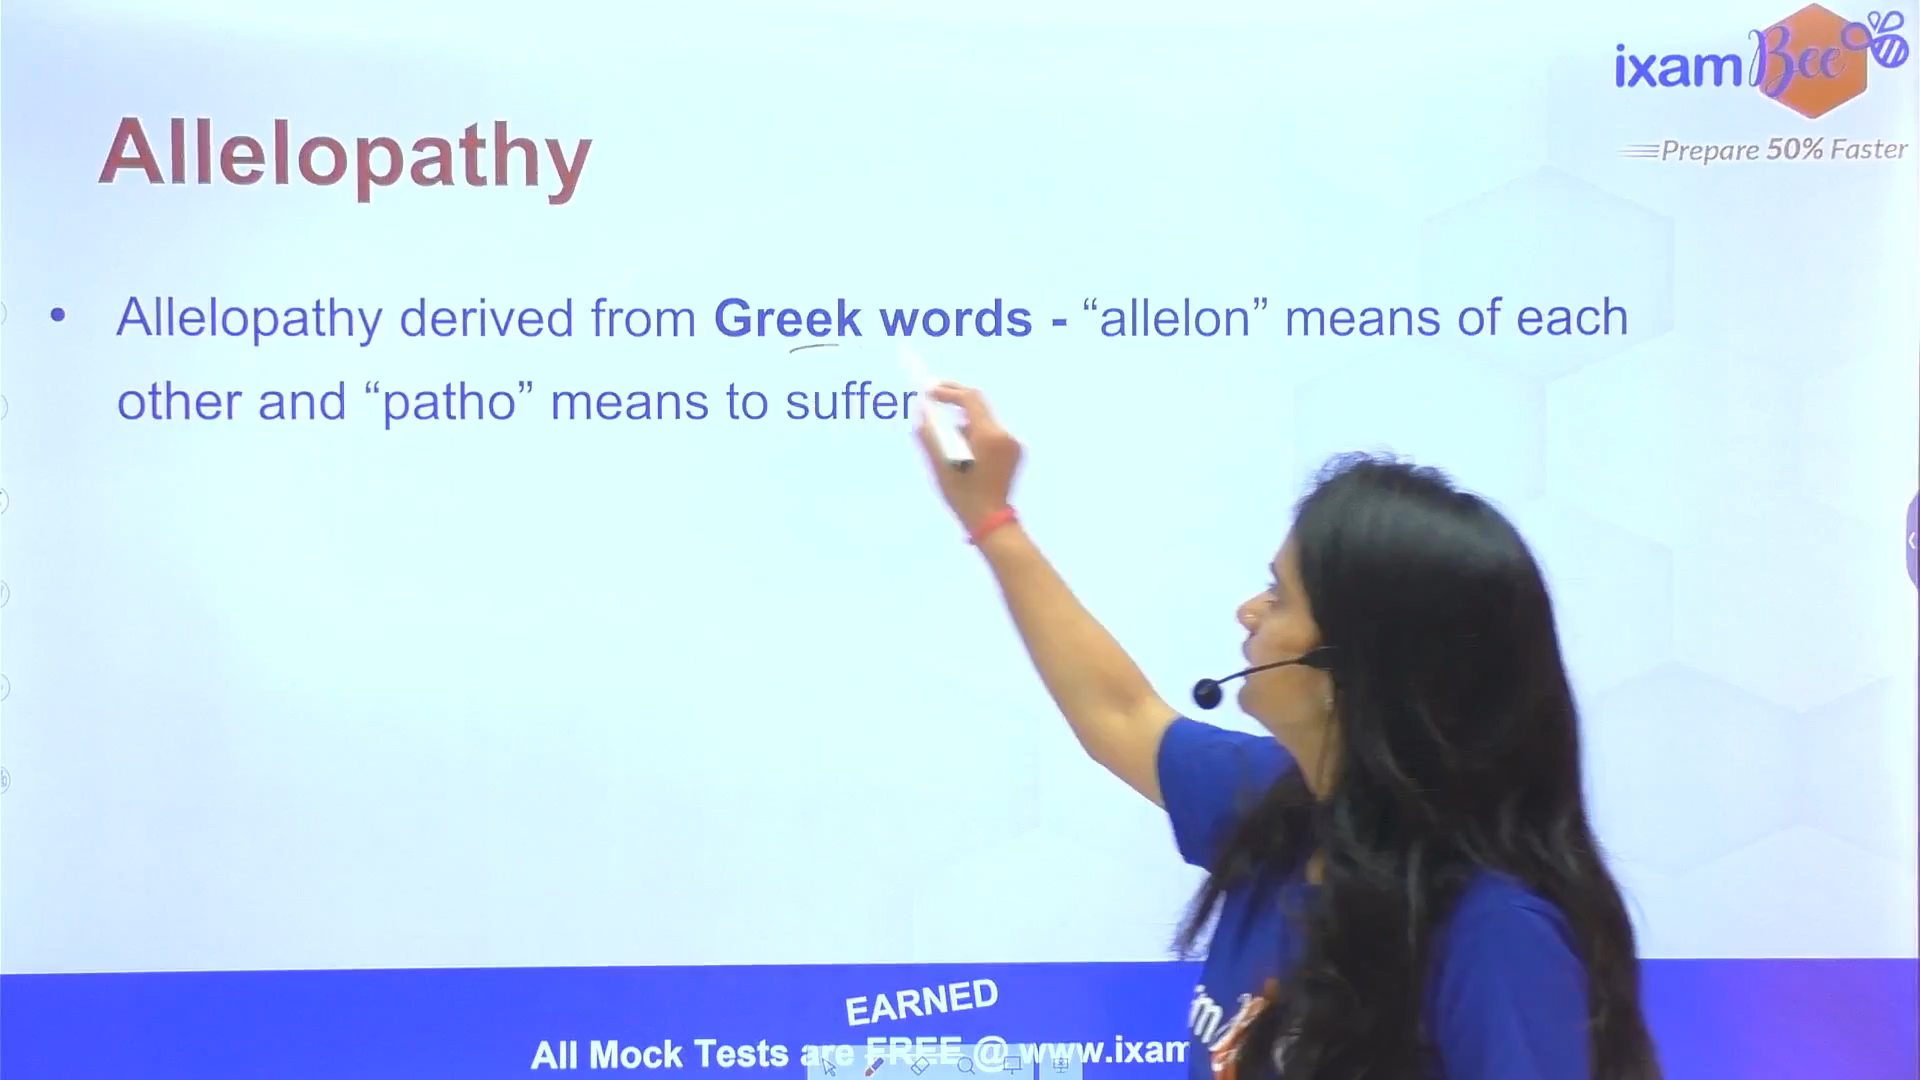 ixamBee
Prepare 50% Faster
Allelopathy
• Allelopathy derived from Greek words - “allelon” means of each
other and “patho” means to suffer
EARNED
All Mock Tests are FREE @ www.ixam